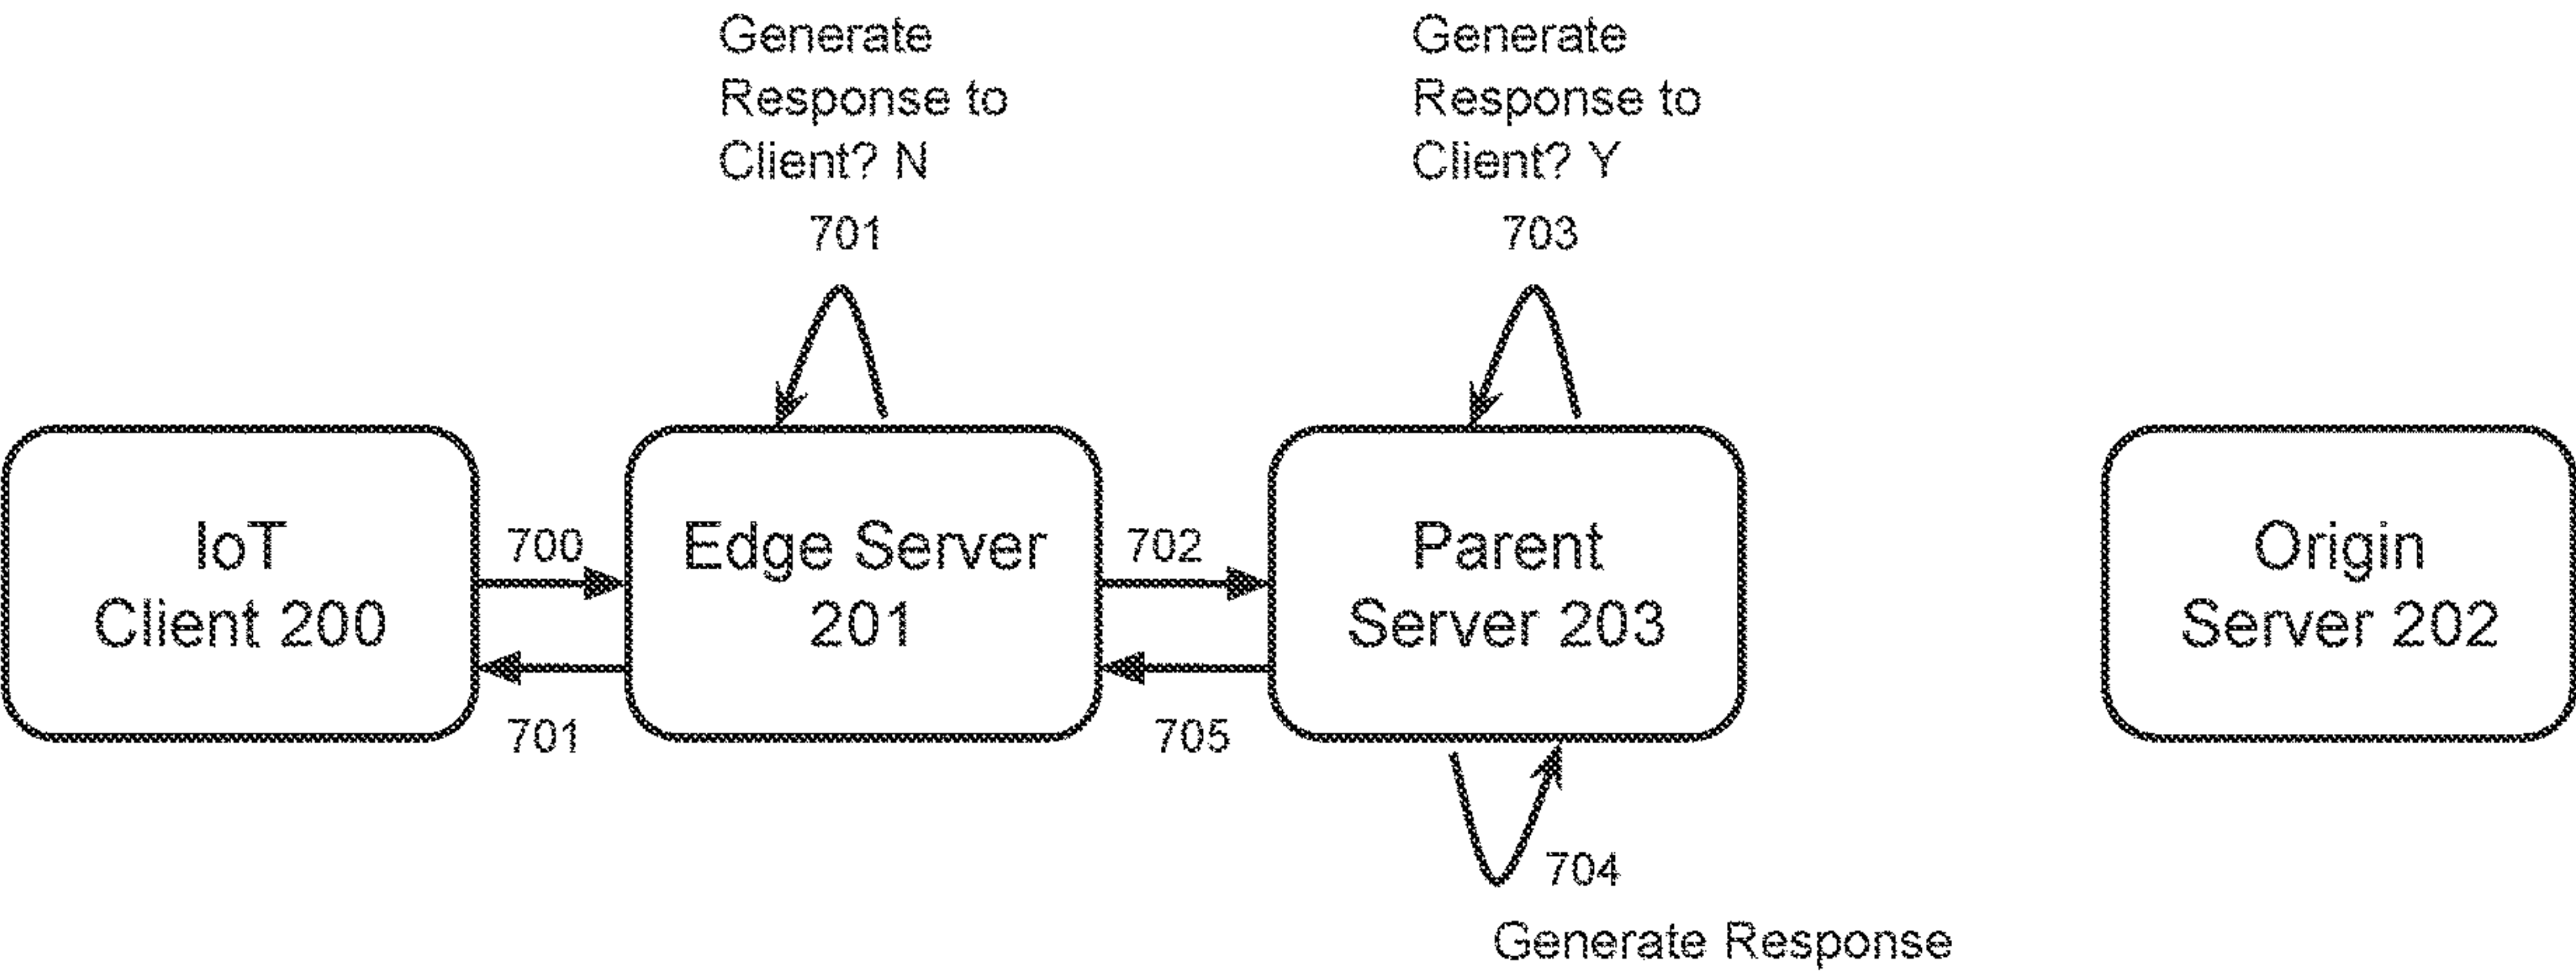 Generate
Response to
Client? N
701
Generate
Response to
Client? Y
703
IoT
Client 200
700
701
Edge Server
201
702
705
Parent
Server 203
Origin
Server 202
704
Generate Response